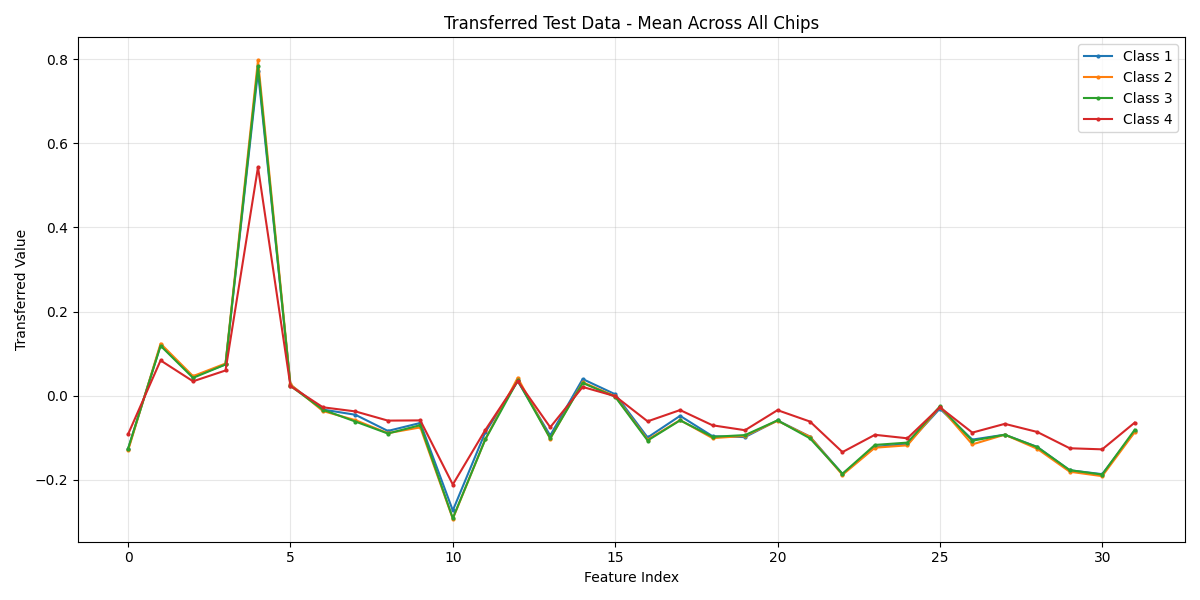 Transferred Test Data - Mean Across All Chips
Class 1
Class 2
Class 3
Class 4
Transferred Value
0.8
0.6
0.4
0.2
0.0
−0.2
0
5
10
15
20
25
30
Feature Index